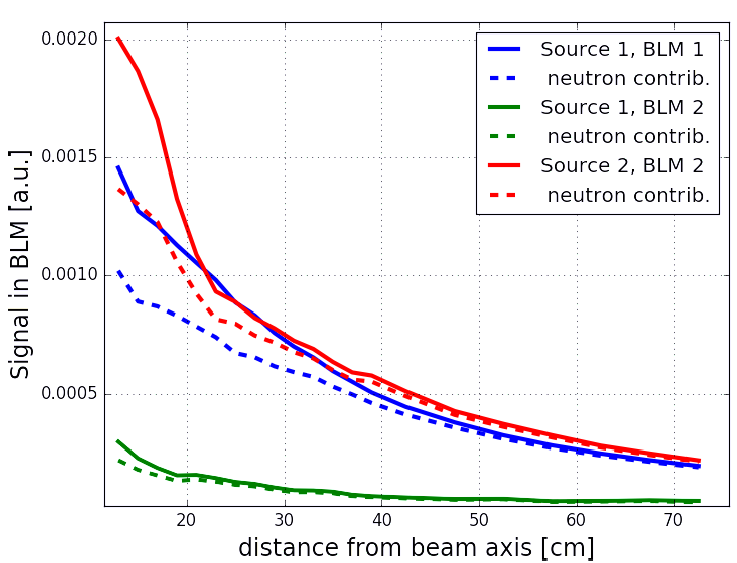 0.0020
0.0015
0.0010
0.0005
Signal in BLM [a.u.]
Source 1, BLM 1
neutron contrib.
Source 1, BLM 2
neutron contrib.
Source 2, BLM 2
neutron contrib.
20 30 40 50 60 70
distance from beam axis [cm]